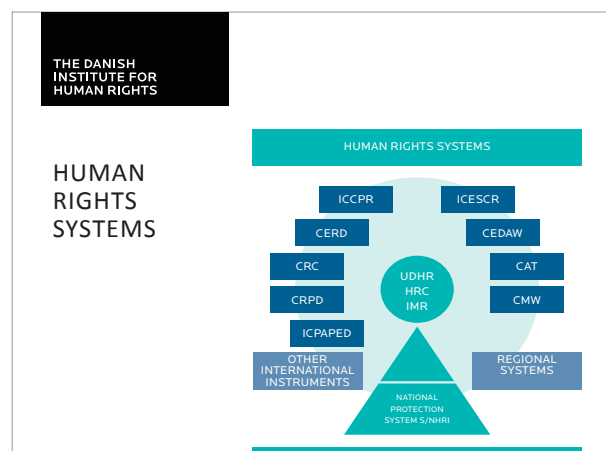 THE DANISH
INSTITUTE FOR
HUMAN RIGHTS
HUMAN
RIGHTS
SYSTEMS
HUMAN RIGHTS SYSTEMS
ICCPR
ICESCR
CERD
CEDAW
CRC
CAT
UDHR
HRC
IMR
CRPD
CMW
ICPAPED
OTHER
INTERNATIONAL
INSTRUMENTS
REGIONAL
SYSTEMS
NATIONAL
PROTECTION
SYSTEM S/NHRI